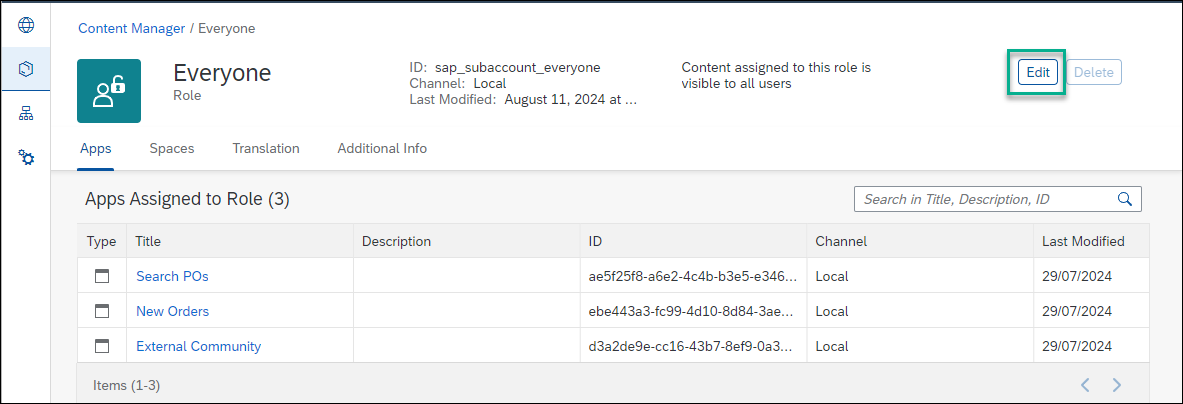 Content Manager / Everyone
Everyone
Role
ID: sap_subaccount_everyone
Channel: Local
Last Modified: August 11, 2024 at ...
Content assigned to this role is
visible to all users
Edit
Delete
Apps Spaces Translation Additional Info
Apps Assigned to Role (3)
Search in Title, Description, ID
Type Title Description ID Channel Last Modified
Search POs ae5f25f8-a6e2-4c4b-b3e5-e346... Local 29/07/2024
New Orders ebe443a3-fc99-4d10-8d84-3ae... Local 29/07/2024
External Community d3a2de9e-cc16-43b7-8ef9-0a3... Local 29/07/2024
Items (1-3)